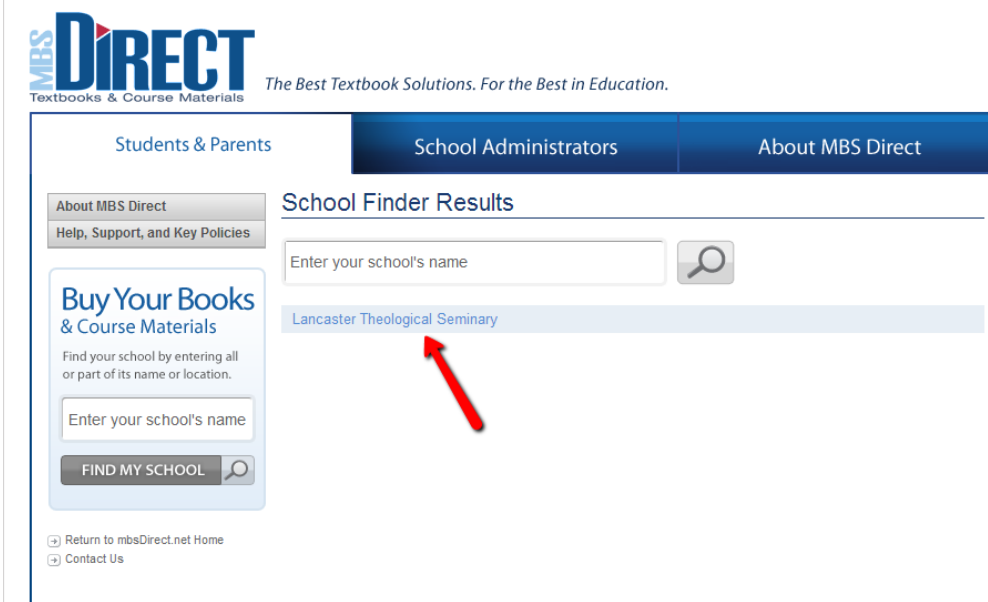 MBS DIRECT
Textbooks & Course Materials
The Best Textbook Solutions. For the Best in Education.
Students & Parents
School Administrators
About MBS Direct
About MBS Direct
Help, Support, and Key Policies
Buy Your Books
& Course Materials
Find your school by entering all
or part of its name or location.
Enter your school's name
FIND MY SCHOOL
Return to mbsDirect.net Home
Contact Us
School Finder Results
Enter your school's name
Lancaster Theological Seminary